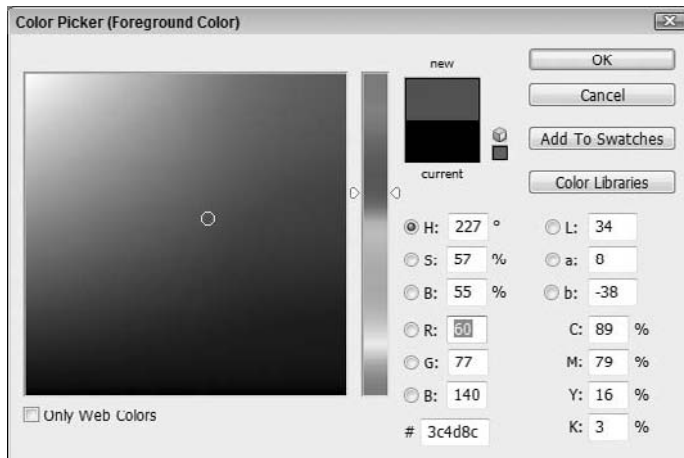 Color Picker (Foreground Color)
new
current
OK
Cancel
Add To Swatches
Color Libraries
H: 227 °
S: 57 %
B: 55 %
R: 60
G: 77
B: 140
# 3c4d8c
L: 34
a: 8
b: -38
C: 89 %
M: 79 %
Y: 16 %
K: 3 %
Only Web Colors